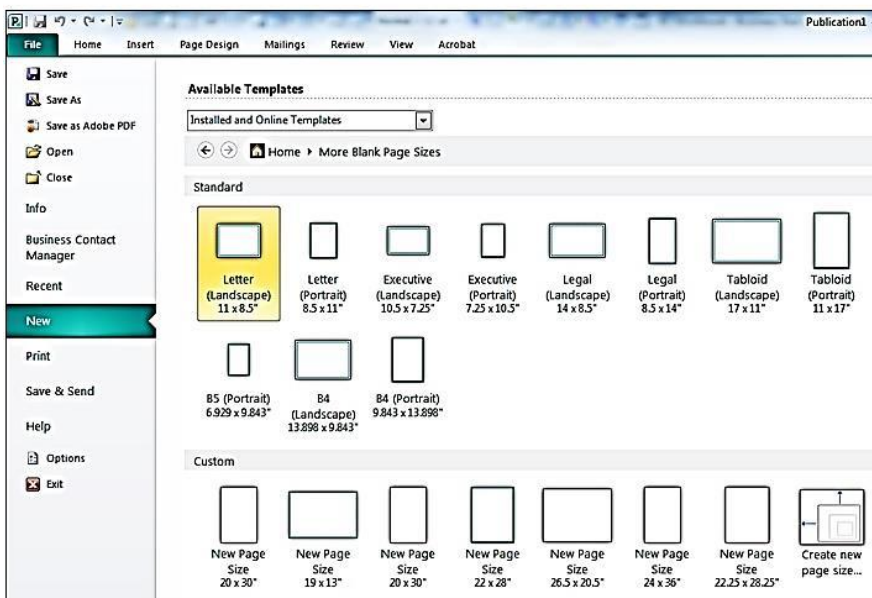 Publication1
File Home Insert Page Design Mailings Review View Acrobat
Save
Save As
Save as Adobe PDF
Open
Close
Info
Business Contact
Manager
Recent
New
Print
Save & Send
Help
Options
Exit
Available Templates
Installed and Online Templates
Home ▸ More Blank Page Sizes
Standard
Letter
(Landscape)
11 x 8.5"
Letter
(Portrait)
8.5 x 11"
Executive
(Landscape)
10.5 x 7.25"
Executive
(Portrait)
7.25 x 10.5"
Legal
(Landscape)
14 x 8.5"
Legal
(Portrait)
8.5 x 14"
Tabloid
(Landscape)
17 x 11"
Tabloid
(Portrait)
11 x 17"
B5 (Portrait)
6.929 x 9.843"
B4
(Landscape)
13.898 x 9.843"
B4 (Portrait)
9.843 x 13.898"
Custom
New Page
Size
20 x 30"
New Page
Size
19 x 13"
New Page
Size
20 x 30"
New Page
Size
22 x 28"
New Page
Size
26.5 x 20.5"
New Page
Size
24 x 36"
New Page
Size
22.25 x 28.25"
Create new
page size...